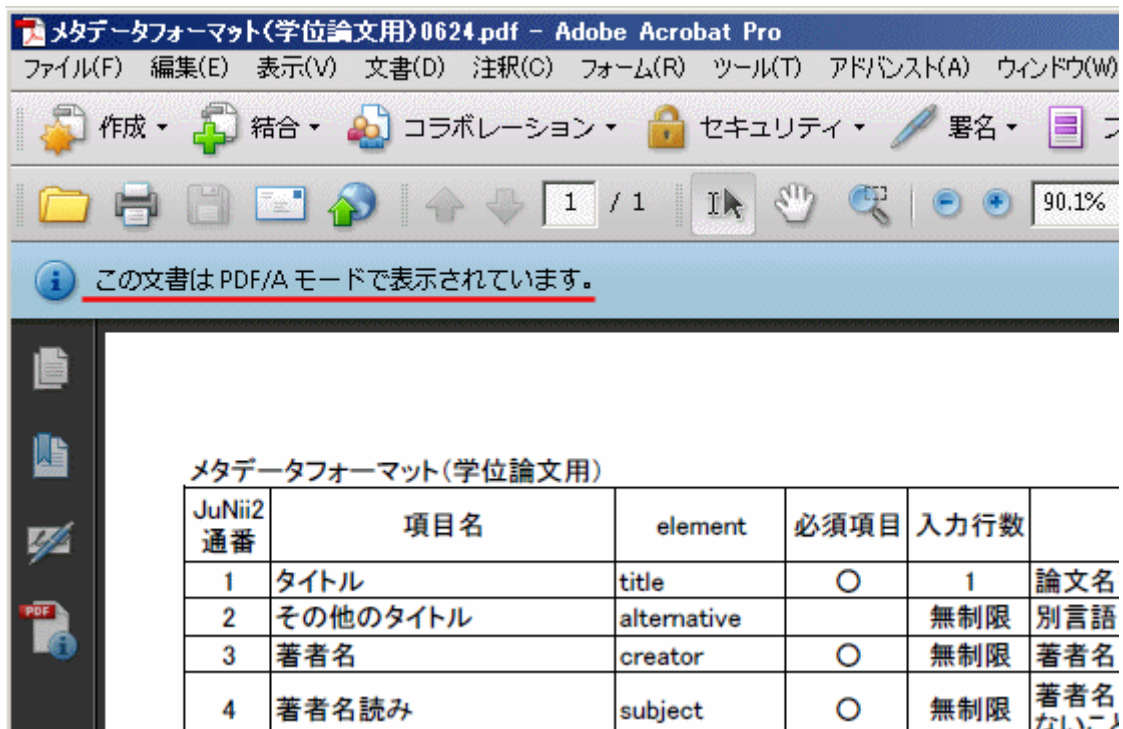 メタデータフォーマット(学位論文用)0624.pdf - Adobe Acrobat Pro
ファイル(F) 編集(E) 表示(V) 文書(D) 注釈(C) フォーム(R) ツール(T) アドバンスト(A) ウィンドウ(W)
作成 結合 コラボレーション セキュリティ 署名 フ
1 / 1 90.1%
この文書は PDF/A モードで表示されています。
PDF
メタデータフォーマット(学位論文用)
JuNii2 通番 項目名 element 必須項目 入力行数
1 タイトル title ○ 1 論文名
2 その他のタイトル alternative 無制限 別言語
3 著者名 creator ○ 無制限 著者名
4 著者名読み subject ○ 無制限 著者名
ないこと